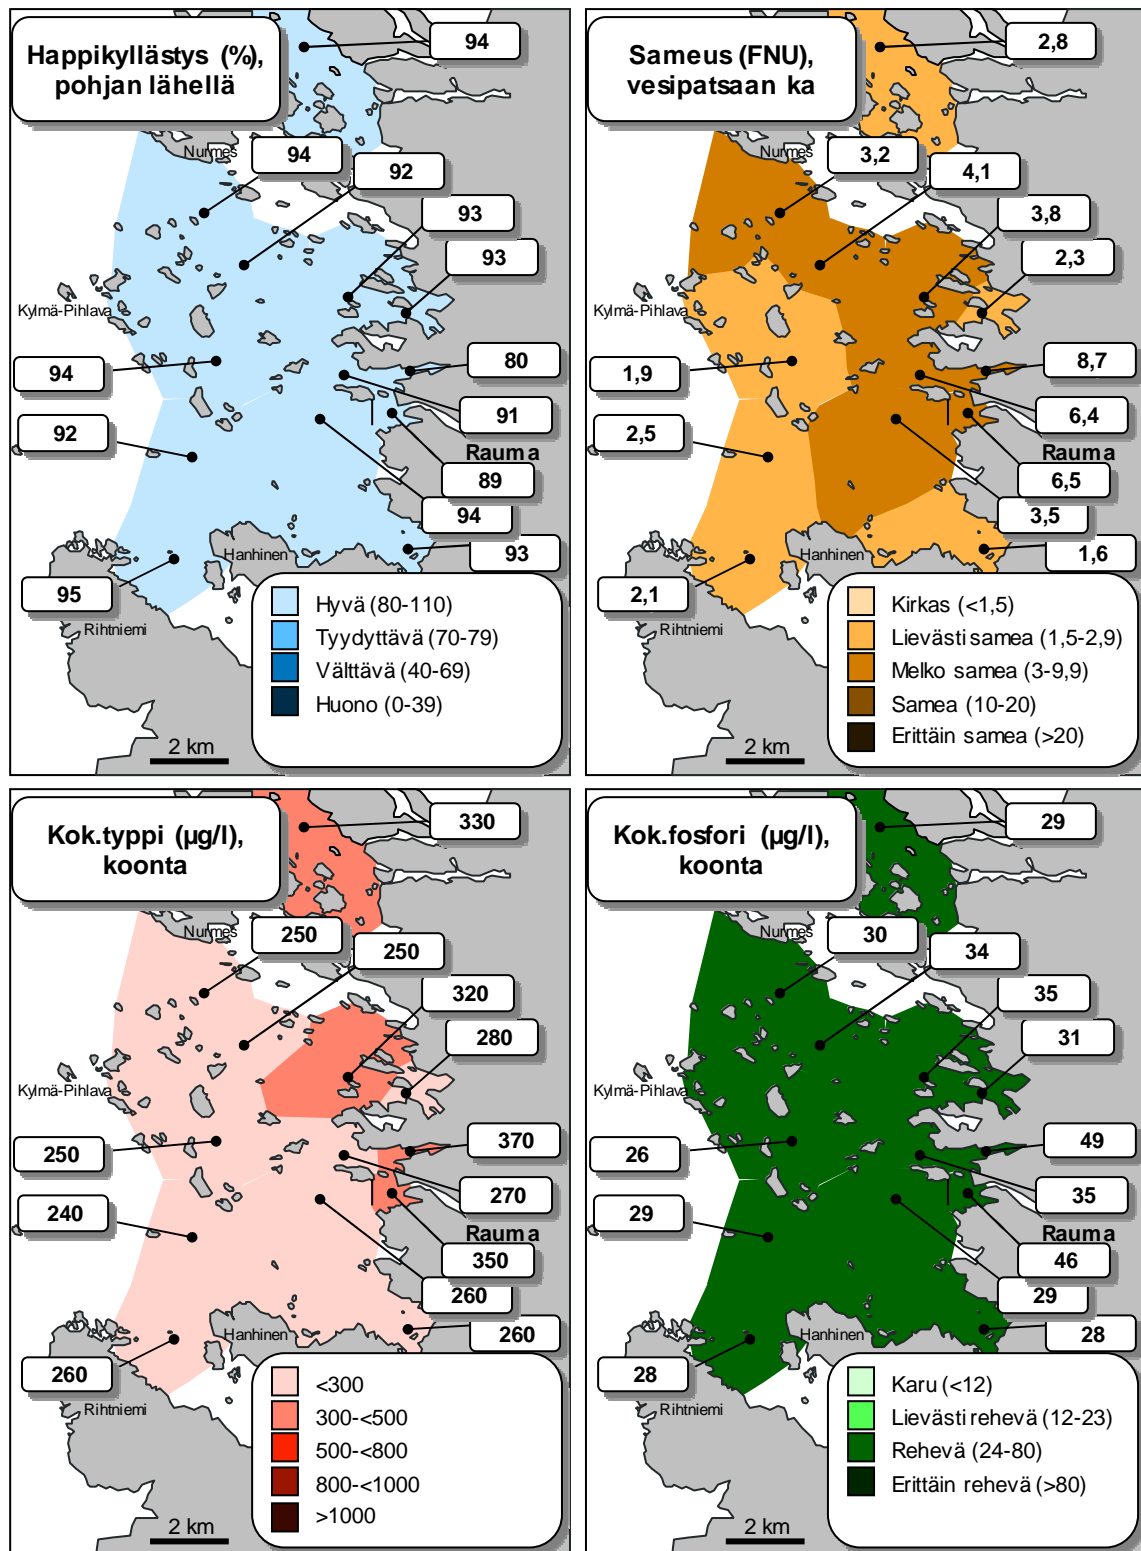 Happikyllästys (%),
pohjan lähellä
94
Nurmes
94
92
93
93
Kylmä-Pihlava
94
80
91
92
Rauma
89
94
Hanhinen
93
95
Rihtniemi
Hyvä (80-110)
Tyydyttävä (70-79)
Välttävä (40-69)
Huono (0-39)
2 km
Sameus (FNU),
vesipatsaan ka
2,8
Nurmes
3,2
4,1
3,8
2,3
Kylmä-Pihlava
1,9
8,7
6,4
2,5
Rauma
6,5
3,5
Hanhinen
1,6
2,1
Rihtniemi
Kirkas (<1,5)
Lievästi samea (1,5-2,9)
Melko samea (3-9,9)
Samea (10-20)
Erittäin samea (>20)
2 km
Kok.typpi (µg/l),
koonta
330
Nurmes
250
250
320
280
Kylmä-Pihlava
250
370
270
240
Rauma
350
260
Hanhinen
260
260
Rihtniemi
<300
300-<500
500-<800
800-<1000
>1000
2 km
Kok.fosfori (µg/l),
koonta
29
Nurmes
30
34
35
31
Kylmä-Pihlava
26
49
35
29
Rauma
46
29
Hanhinen
28
28
Rihtniemi
Karu (<12)
Lievästi rehevä (12-23)
Rehevä (24-80)
Erittäin rehevä (>80)
2 km